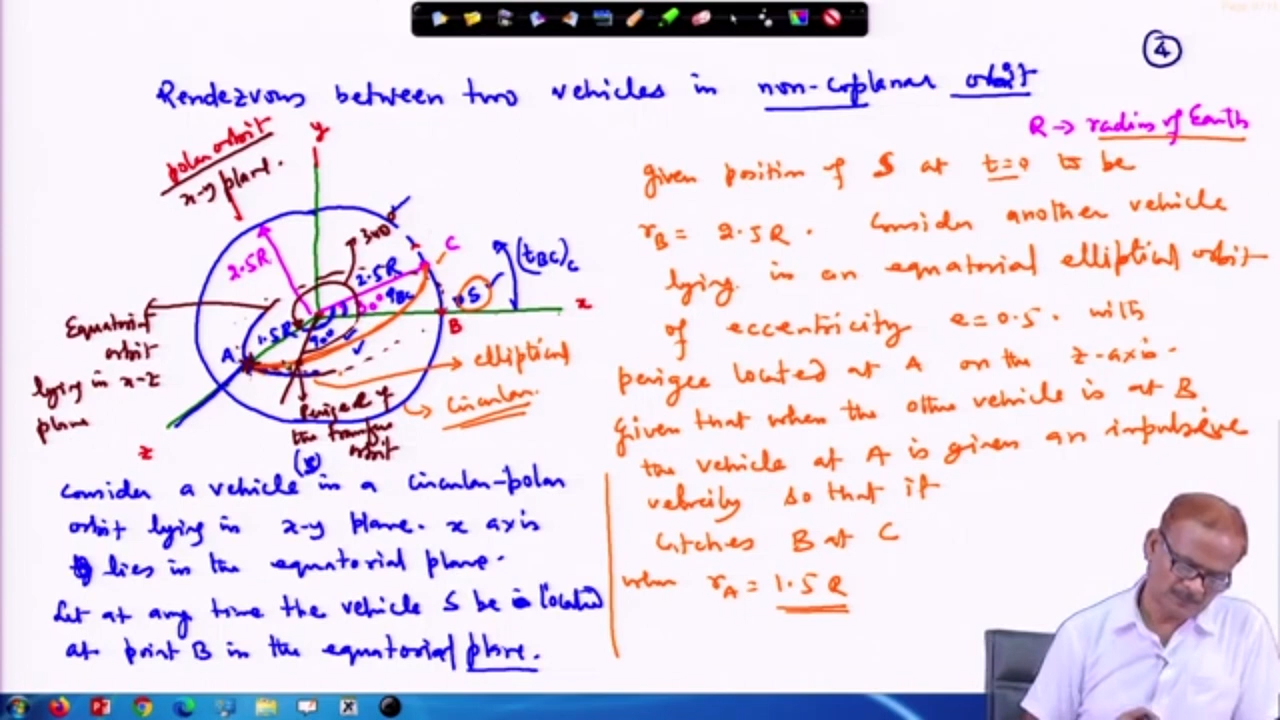 4
Rendezvous between two vehicles in non-coplanar orbit
R → radius of Earth
polar orbit
x-y plane.
y
2.5R
300°
2.5R
C
θBC
(tBC)c
S
x
B
1.5R
90°
A
z
Equatorial
orbit
lying in x-z
plane
elliptical
circular.
Perigee of
the transfer
orbit
consider a vehicle in a circular-polar
orbit lying in x-y plane. x axis
lies in the equatorial plane.
Let at any time the vehicle S be located
at point B in the equatorial plane.
given position of S at t=0 to be
rB = 2.5R. Consider another vehicle
lying in an equatorial elliptical orbit
of eccentricity e=0.5. with
perigee located at A on the z-axis.
Given that when the other vehicle is at B
the vehicle at A is given an impulsive
velocity so that it
catches B at C
when rA = 1.5R